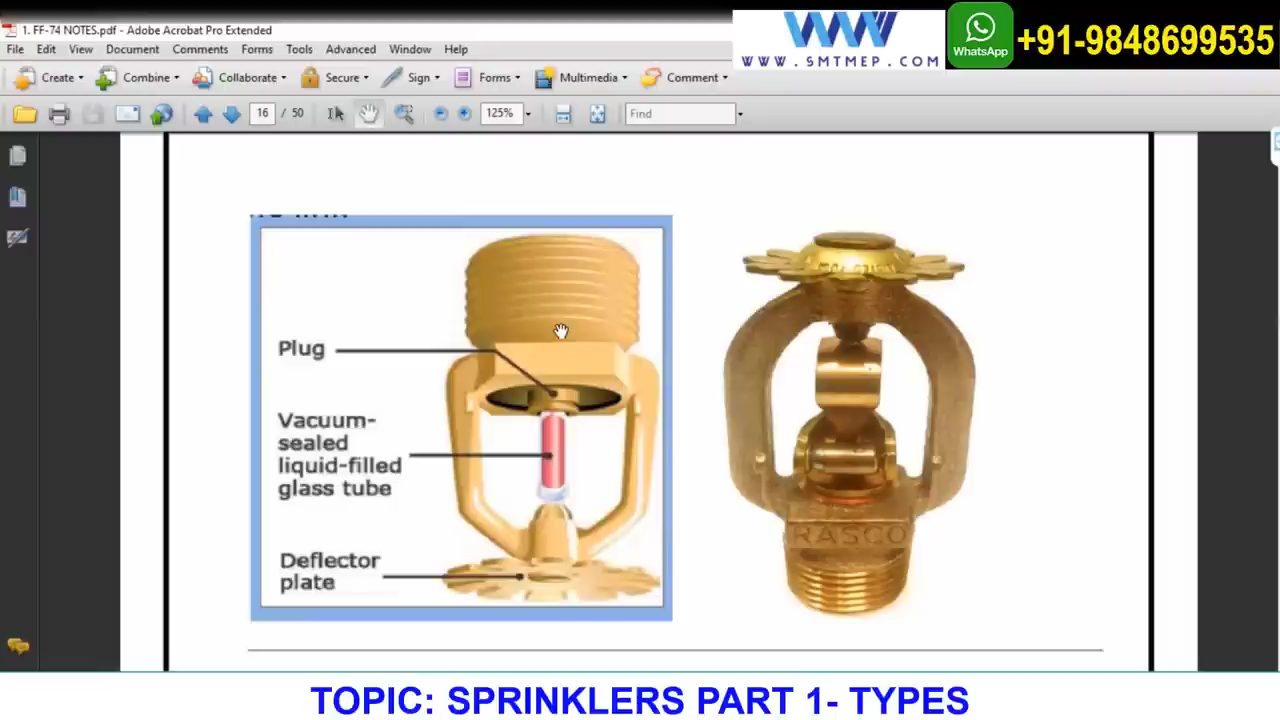 1. FF-74 NOTES.pdf - Adobe Acrobat Pro Extended
File Edit View Document Comments Forms Tools Advanced Window Help
Create Combine Collaborate Secure Sign Forms Multimedia Comment
16 / 50 125% Find
WWW.SMTMEP.COM
WhatsApp
+91-9848699535
Plug
Vacuum-
sealed
liquid-filled
glass tube
Deflector
plate
RASCO
TOPIC: SPRINKLERS PART 1- TYPES